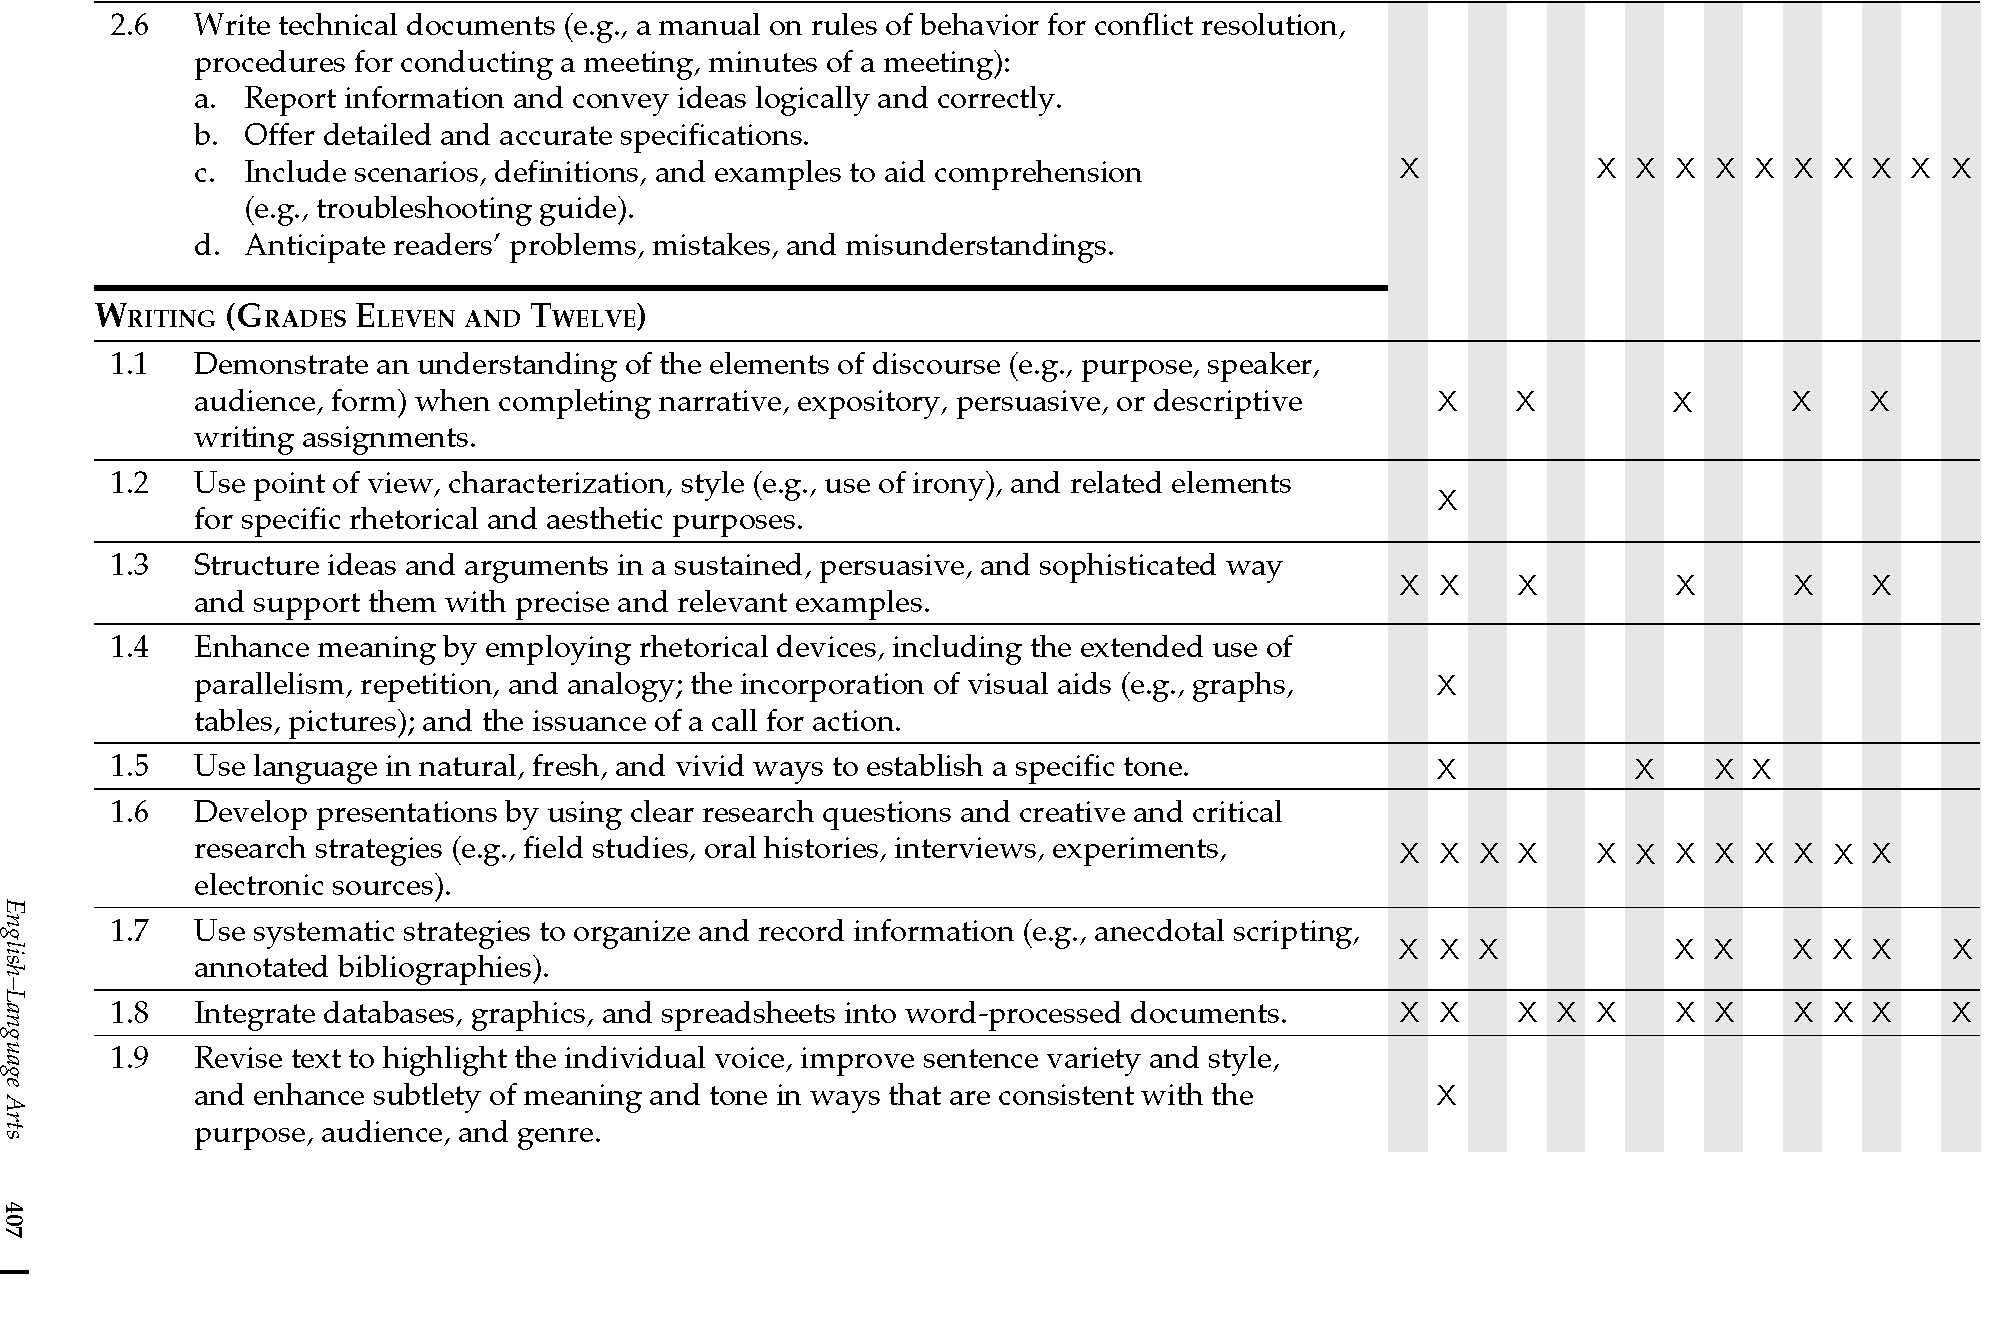 2.6 Write technical documents (e.g., a manual on rules of behavior for conflict resolution,
procedures for conducting a meeting, minutes of a meeting):
a. Report information and convey ideas logically and correctly.
b. Offer detailed and accurate specifications.
c. Include scenarios, definitions, and examples to aid comprehension X X X X X X X X X X X
(e.g., troubleshooting guide).
d. Anticipate readers’ problems, mistakes, and misunderstandings.
WRITING (GRADES ELEVEN AND TWELVE)
1.1 Demonstrate an understanding of the elements of discourse (e.g., purpose, speaker,
audience, form) when completing narrative, expository, persuasive, or descriptive X X X X X
writing assignments.
1.2 Use point of view, characterization, style (e.g., use of irony), and related elements X
for specific rhetorical and aesthetic purposes.
1.3 Structure ideas and arguments in a sustained, persuasive, and sophisticated way X X X X X X
and support them with precise and relevant examples.
1.4 Enhance meaning by employing rhetorical devices, including the extended use of
parallelism, repetition, and analogy; the incorporation of visual aids (e.g., graphs, X
tables, pictures); and the issuance of a call for action.
1.5 Use language in natural, fresh, and vivid ways to establish a specific tone. X X X X
1.6 Develop presentations by using clear research questions and creative and critical
research strategies (e.g., field studies, oral histories, interviews, experiments, X X X X X X X X X X X X
electronic sources).
1.7 Use systematic strategies to organize and record information (e.g., anecdotal scripting, X X X X X X X X X
annotated bibliographies).
1.8 Integrate databases, graphics, and spreadsheets into word-processed documents. X X X X X X X X X X X
1.9 Revise text to highlight the individual voice, improve sentence variety and style,
and enhance subtlety of meaning and tone in ways that are consistent with the X
purpose, audience, and genre.
English–Language Arts 407